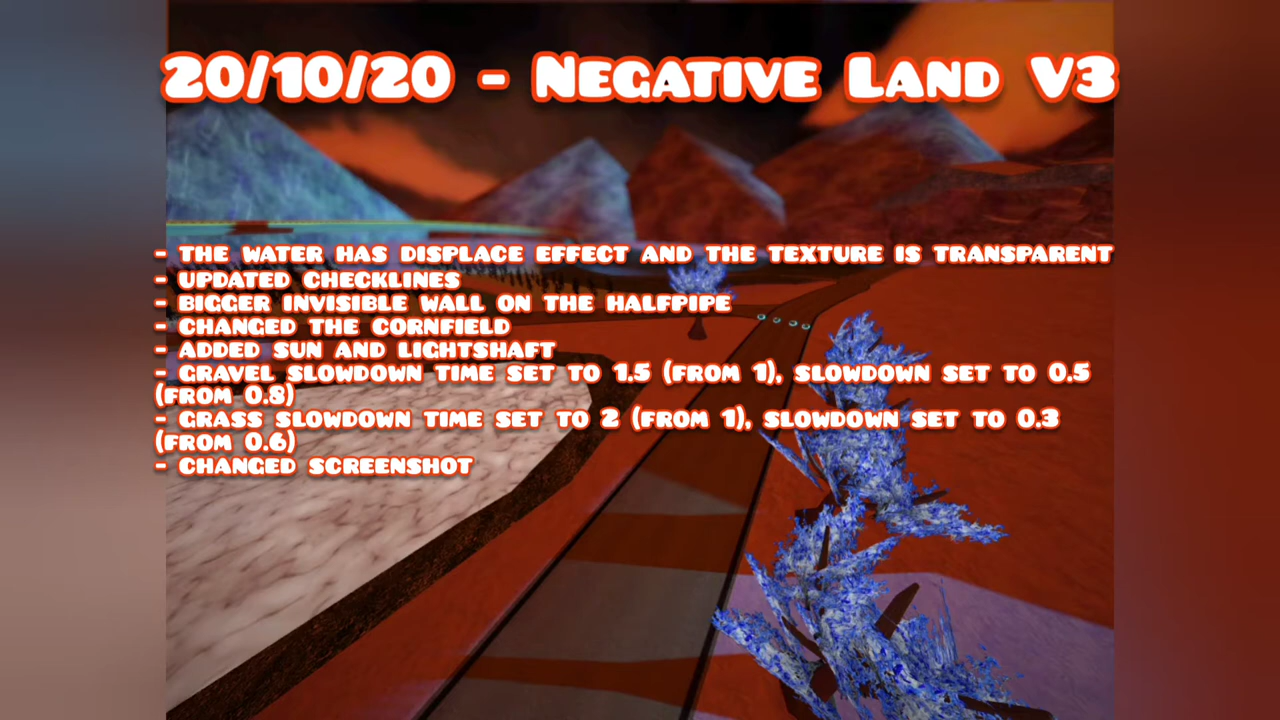 20/10/20 - NEGATIVE LAND V3
- THE WATER HAS DISPLACE EFFECT AND THE TEXTURE IS TRANSPARENT
- UPDATED CHECKLINES
- BIGGER INVISIBLE WALL ON THE HALFPIPE
- CHANGED THE CORNFIELD
- ADDED SUN AND LIGHTSHAFT
- GRAVEL SLOWDOWN TIME SET TO 1.5 (FROM 1), SLOWDOWN SET TO 0.5
(FROM 0.8)
- GRASS SLOWDOWN TIME SET TO 2 (FROM 1), SLOWDOWN SET TO 0.3
(FROM 0.6)
- CHANGED SCREENSHOT